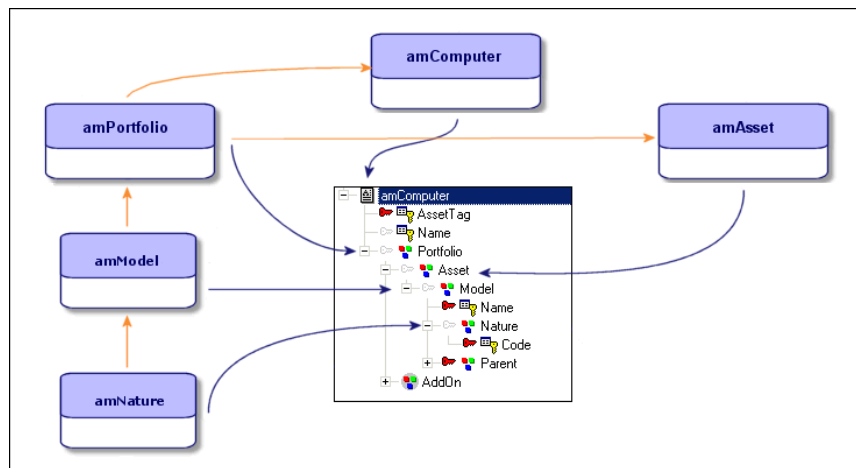 amComputer
amPortfolio
amAsset
amModel
amNature
amComputer
AssetTag
Name
Portfolio
Asset
Model
Name
Nature
Code
Parent
AddOn